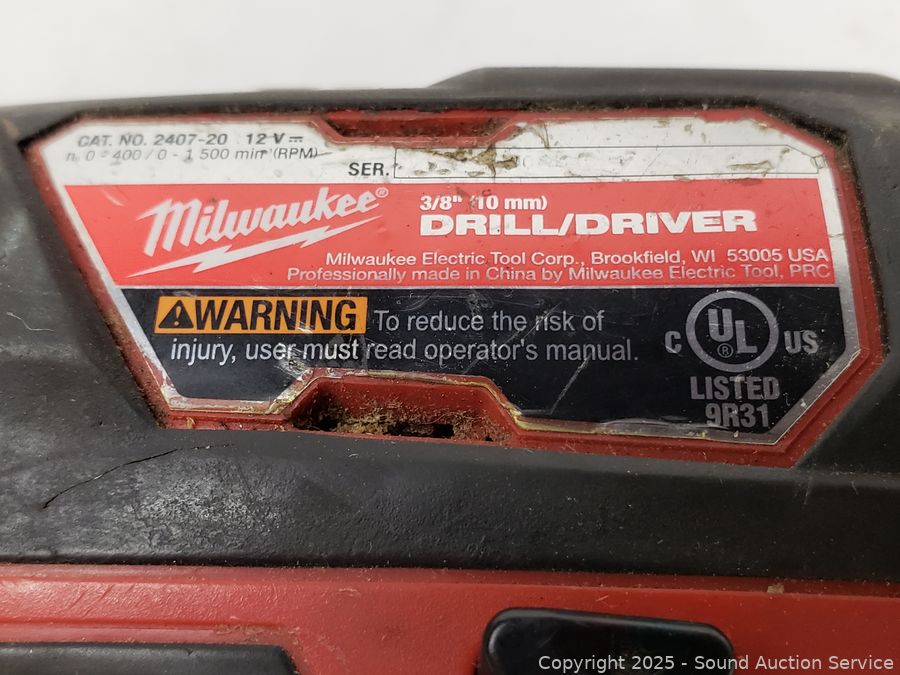 CAT. NO. 2407-20 12 V⎓
n₀ 0 - 400 / 0 - 1 500 min⁻¹ (RPM)
SER.
Milwaukee®
3/8" (10 mm)
DRILL/DRIVER
Milwaukee Electric Tool Corp., Brookfield, WI 53005 USA
Professionally made in China by Milwaukee Electric Tool, PRC
WARNING To reduce the risk of
injury, user must read operator's manual.
C UL® US
LISTED
9R31
Copyright 2025 - Sound Auction Service